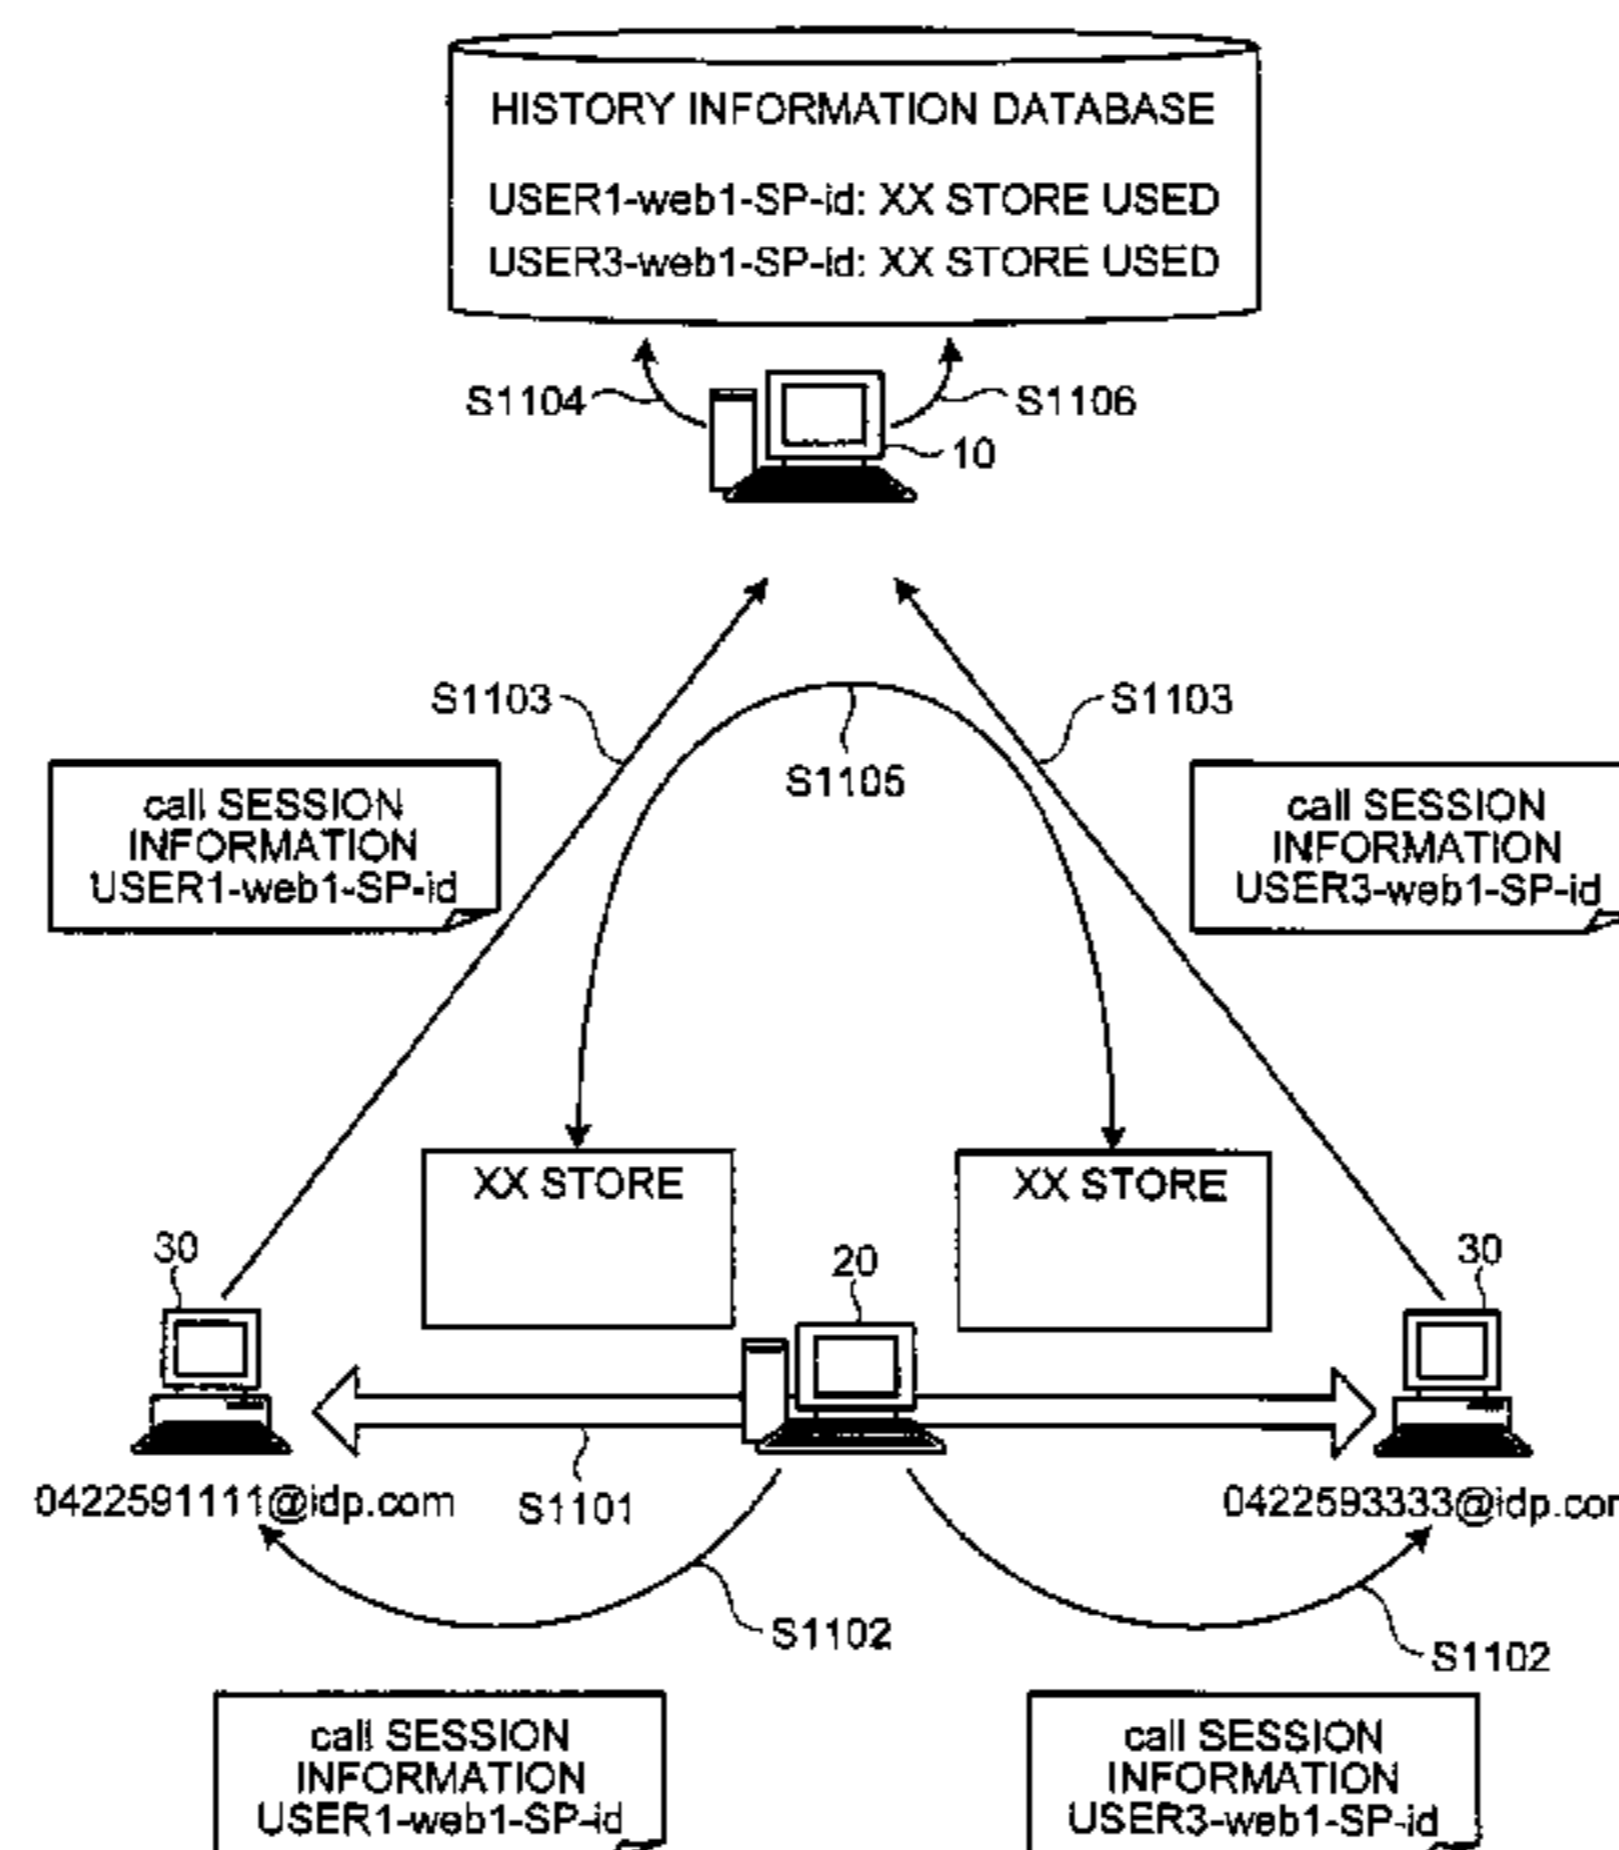 HISTORY INFORMATION DATABASE
USER1-web1-SP-id: XX STORE USED
USER3-web1-SP-id: XX STORE USED
S1104
S1106
10
S1103
S1103
S1105
call SESSION
INFORMATION
USER1-web1-SP-id
call SESSION
INFORMATION
USER3-web1-SP-id
XX STORE
XX STORE
30
20
30
0422591111@idp.com
S1101
0422593333@idp.com
S1102
S1102
call SESSION
INFORMATION
USER1-web1-SP-id
call SESSION
INFORMATION
USER3-web1-SP-id